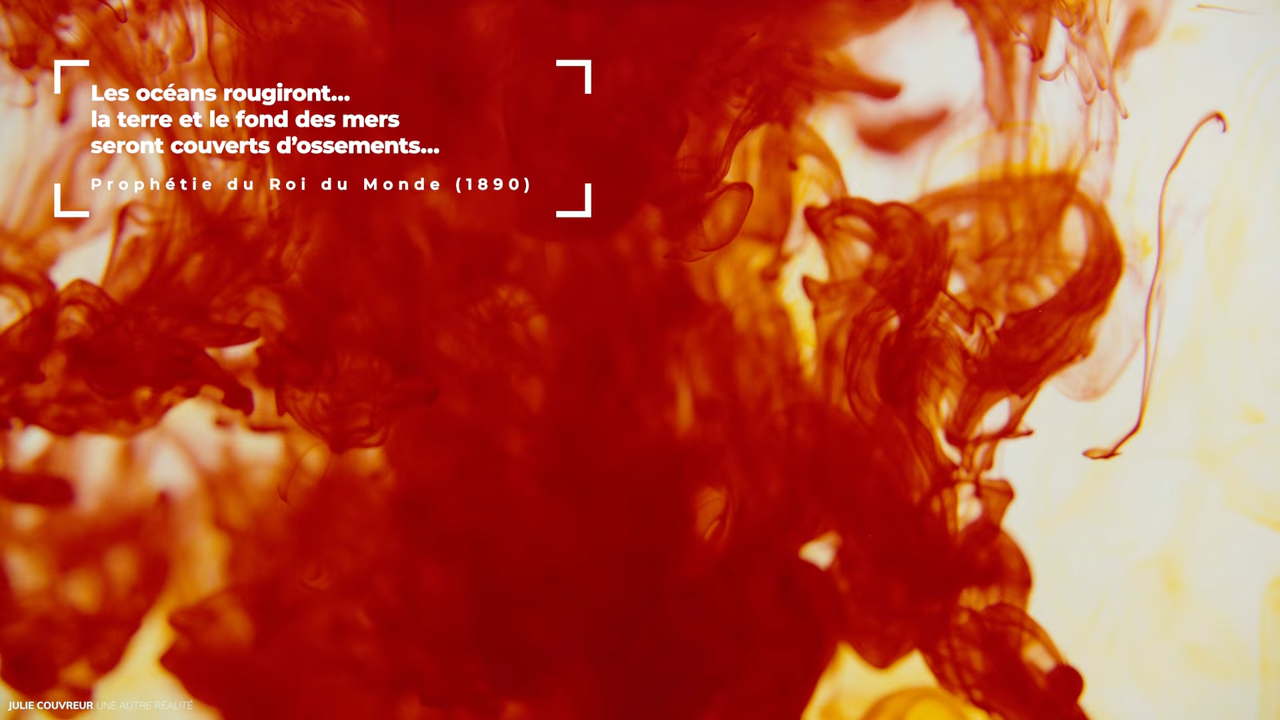 Les océans rougiront...
la terre et le fond des mers
seront couverts d’ossements...
Prophétie du Roi du Monde (1890)
JULIE COUVREUR UNE AUTRE RÉALITÉ